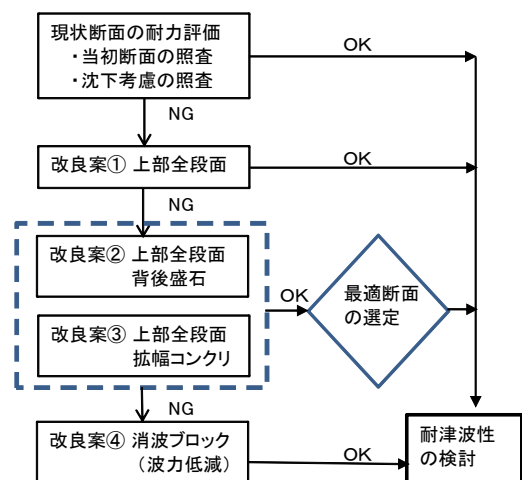 現状断面の耐力評価
・当初断面の照査
・沈下考慮の照査
OK
NG
改良案① 上部全段面
OK
NG
改良案② 上部全段面
背後盛石
改良案③ 上部全段面
拡幅コンクリ
OK
最適断面
の選定
NG
改良案④ 消波ブロック
（波力低減）
OK
耐津波性
の検討